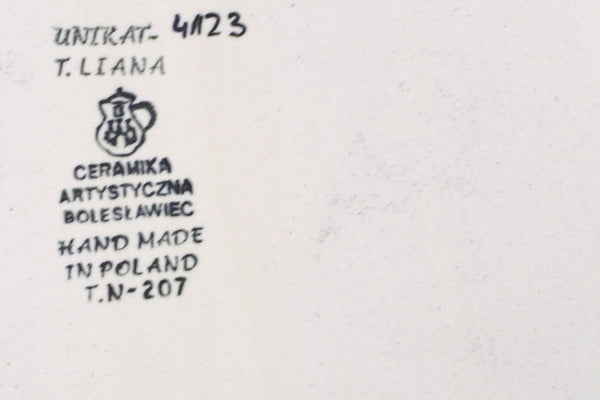 UNIKAT- 4123
T. LIANA
CERAMIKA
ARTYSTYCZNA
BOLESŁAWIEC
HAND MADE
IN POLAND
T.N-207